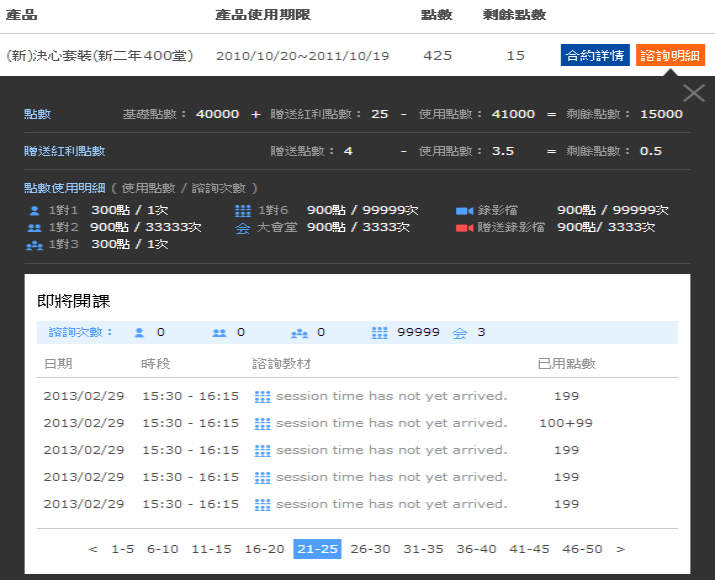 產品 產品使用期限 點數 剩餘點數
(新)決心套裝(新二年400堂) 2010/10/20~2011/10/19 425 15 合約詳情 諮詢明細
點數 基礎點數： 40000 + 贈送紅利點數： 25 - 使用點數： 41000 = 剩餘點數： 15000
贈送紅利點數 贈送點數： 4 - 使用點數： 3.5 = 剩餘點數： 0.5
點數使用明細 ( 使用點數 / 諮詢次數 )
1對1 300點 / 1次 1對6 900點 / 99999次 錄影檔 900點 / 99999次
1對2 900點 / 33333次 大會堂 900點 / 3333次 贈送錄影檔 900點/ 3333次
1對3 300點 / 1次
即將開課
諮詢次數： 0 0 0 99999 会 3
日期 時段 諮詢教材 已用點數
2013/02/29 15:30 - 16:15 session time has not yet arrived. 199
2013/02/29 15:30 - 16:15 session time has not yet arrived. 100+99
2013/02/29 15:30 - 16:15 session time has not yet arrived. 199
2013/02/29 15:30 - 16:15 session time has not yet arrived. 199
2013/02/29 15:30 - 16:15 session time has not yet arrived. 199
< 1-5 6-10 11-15 16-20 21-25 26-30 31-35 36-40 41-45 46-50 >